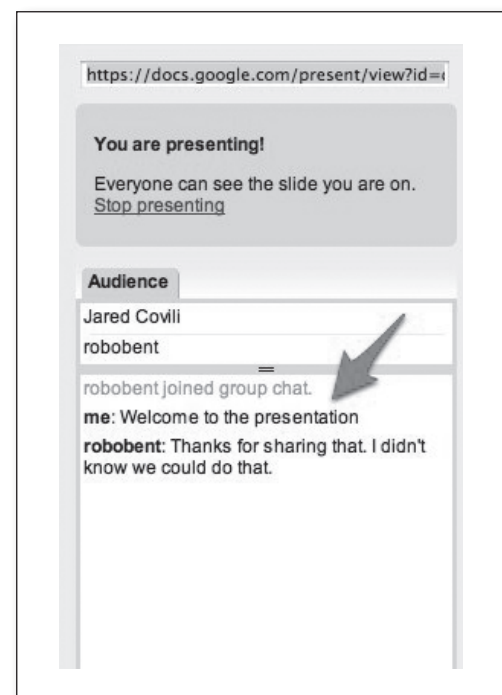 https://docs.google.com/present/view?id=
You are presenting!
Everyone can see the slide you are on.
Stop presenting
Audience
Jared Covili
robobent
robobent joined group chat.
me: Welcome to the presentation
robobent: Thanks for sharing that. I didn't
know we could do that.